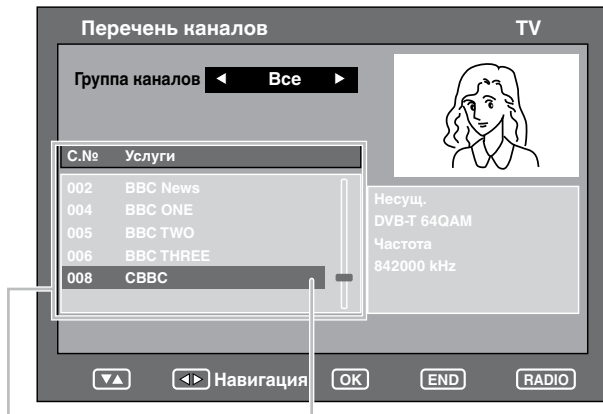 Перечень каналов TV
Группа каналов ◄ Все ►
С.№ Услуги
002 BBC News
004 BBC ONE
005 BBC TWO
006 BBC THREE
008 CBBC
Несущ.
DVB-T 64QAM
Частота
842000 kHz
▼▲ ◁▷ Навигация OK END RADIO